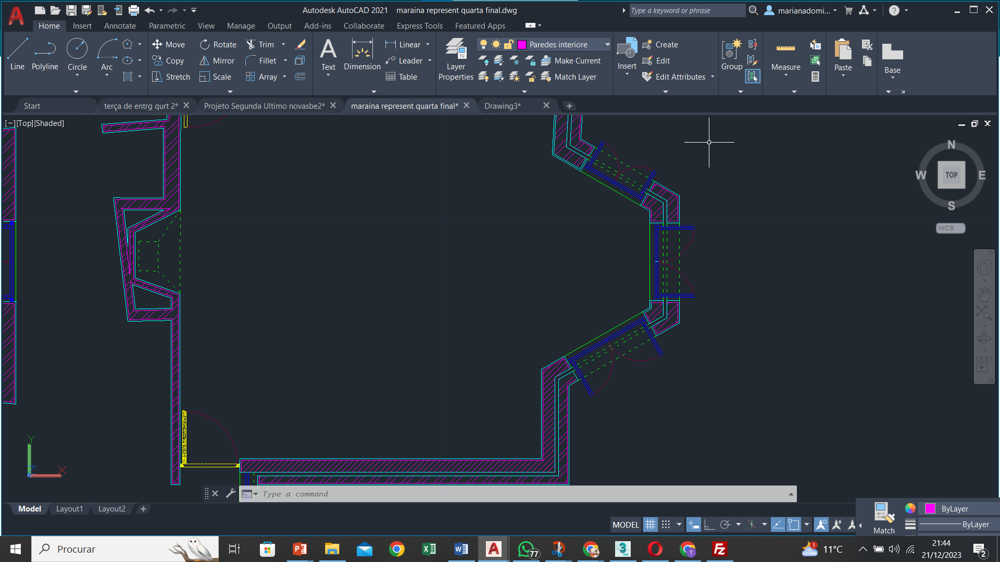 Autodesk AutoCAD 2021 maraina represent quarta final.dwg
Type a keyword or phrase
marianadomi...
Home Insert Annotate Parametric View Manage Output Add-ins Collaborate Express Tools Featured Apps
Line Polyline Circle Arc
Move Rotate Trim
Copy Mirror Fillet
Stretch Scale Array
Text Dimension
Linear
Leader
Table
Layer
Properties
Paredes interiore
Make Current
Match Layer
Insert
Create
Edit
Edit Attributes
Group
Measure
Paste
Base
Start
terça de entrg qurt 2*
Projeto Segunda Ultimo novasbe2*
maraina represent quarta final*
Drawing3*
[−][Top][Shaded]
N
W TOP E
S
WCS
Y
Z
X
Type a command
Model Layout1 Layout2
MODEL
Match
ByLayer
ByLayer
Procurar
77
1
11°C
21:44
21/12/2023
2